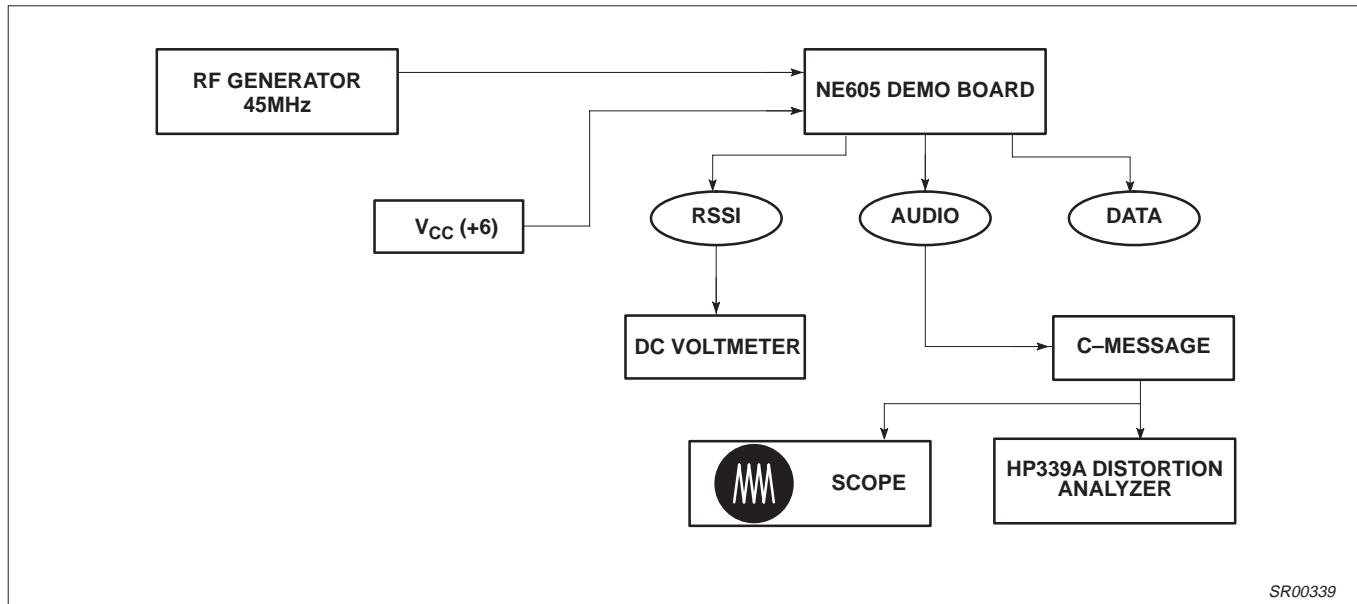 RF GENERATOR
45MHz
NE605 DEMO BOARD
VCC (+6)
RSSI
AUDIO
DATA
DC VOLTMETER
C–MESSAGE
SCOPE
HP339A DISTORTION
ANALYZER
SR00339